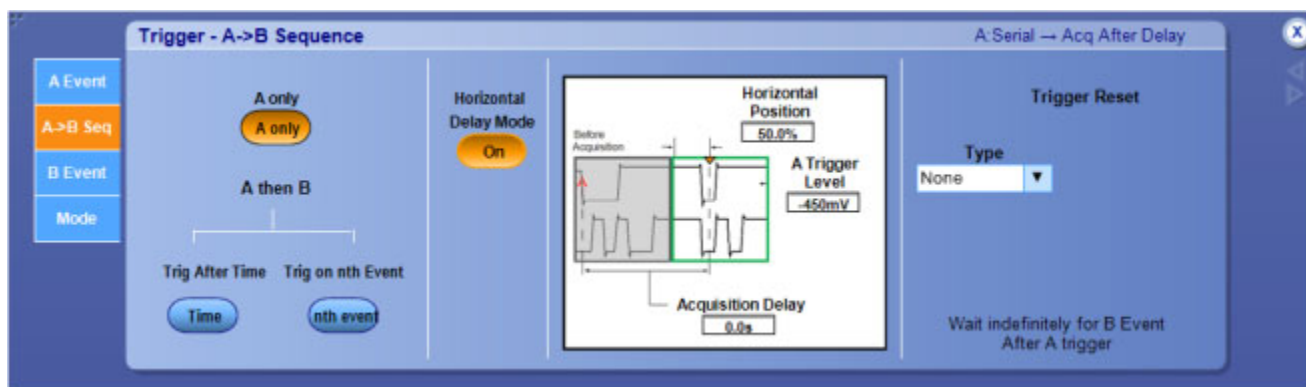 Trigger - A->B Sequence
A:Serial → Acq After Delay
X
A Event
A->B Seq
B Event
Mode
A only
A only
A then B
Trig After Time
Time
Trig on nth Event
nth event
Horizontal
Delay Mode
On
Before
Acquisition
A
Horizontal
Position
50.0%
A Trigger
Level
-450mV
Acquisition Delay
0.0s
Trigger Reset
Type
None
Wait indefinitely for B Event
After A trigger